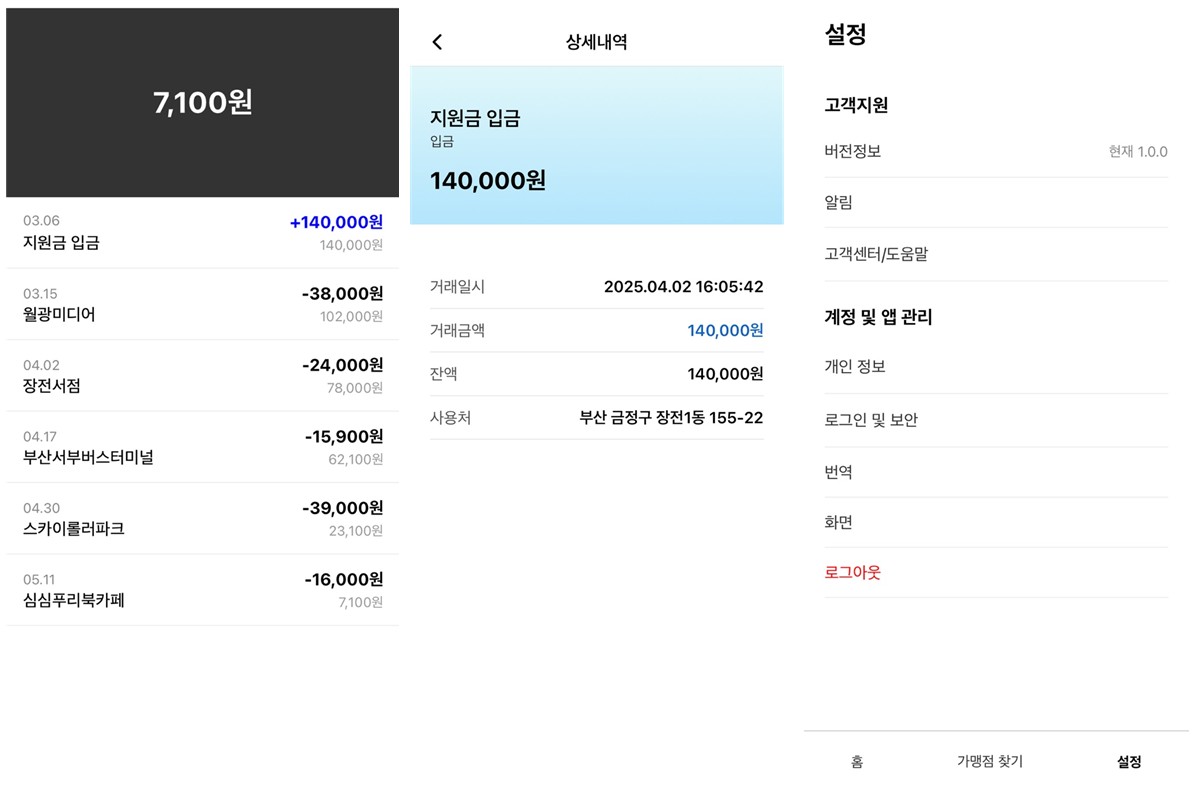 7,100원
03.06
지원금 입금
+140,000원
140,000원
03.15
월광미디어
-38,000원
102,000원
04.02
장전서점
-24,000원
78,000원
04.17
부산서부버스터미널
-15,900원
62,100원
04.30
스카이롤러파크
-39,000원
23,100원
05.11
심심푸리북카페
-16,000원
7,100원
상세내역
지원금 입금
입금
140,000원
거래일시 2025.04.02 16:05:42
거래금액 140,000원
잔액 140,000원
사용처 부산 금정구 장전1동 155-22
설정
고객지원
버전정보 현재 1.0.0
알림
고객센터/도움말
계정 및 앱 관리
개인 정보
로그인 및 보안
번역
화면
로그아웃
홈 가맹점 찾기 설정